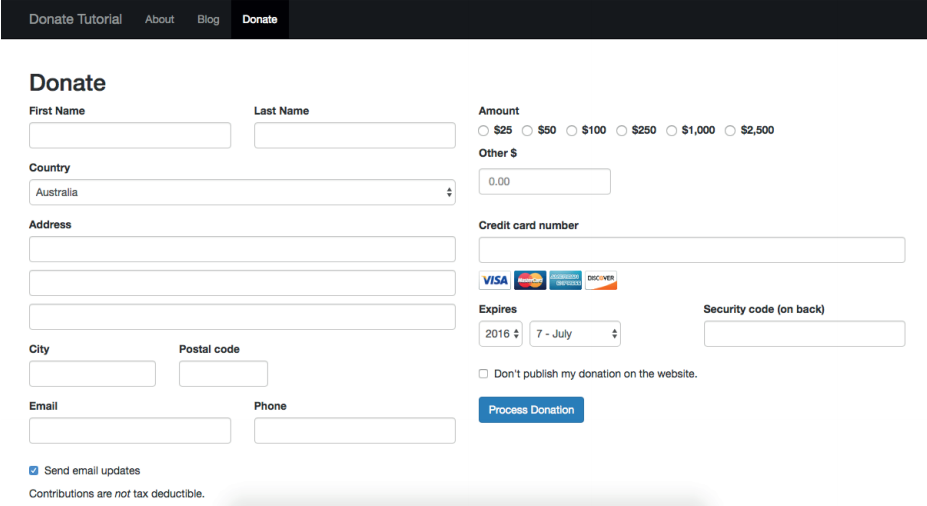 Donate Tutorial About Blog Donate
Donate
First Name Last Name
Country
Australia
Address
City Postal code
Email Phone
Send email updates
Contributions are not tax deductible.
Amount
$25 $50 $100 $250 $1,000 $2,500
Other $
0.00
Credit card number
VISA MasterCard AMERICAN EXPRESS DISCOVER
Expires Security code (on back)
2016 7 - July
Don't publish my donation on the website.
Process Donation